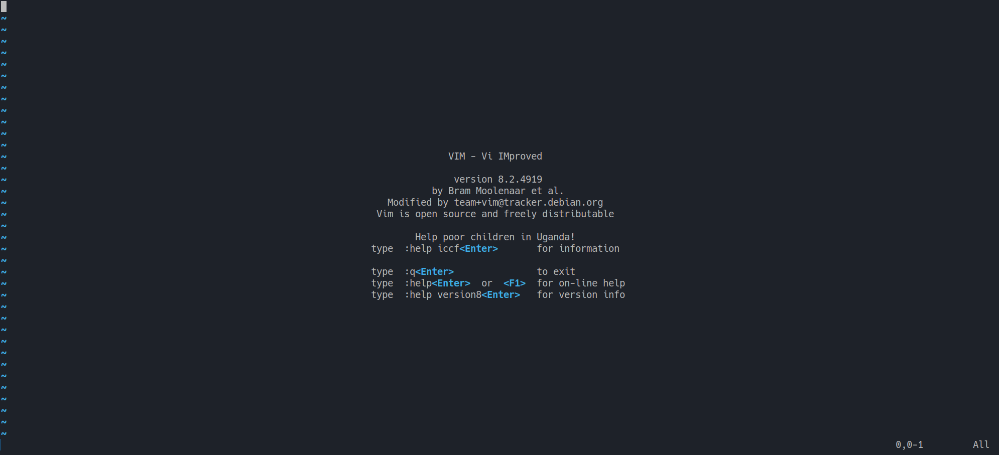 ~
~
~
~
~
~
~
~
~
~
~
~
~ VIM - Vi IMproved
~
~ version 8.2.4919
~ by Bram Moolenaar et al.
~ Modified by team+vim@tracker.debian.org
~ Vim is open source and freely distributable
~
~ Help poor children in Uganda!
~ type :help iccf<Enter> for information
~
~ type :q<Enter> to exit
~ type :help<Enter> or <F1> for on-line help
~ type :help version8<Enter> for version info
~
~
~
~
~
~
~
~
~
~
~
~
0,0-1 All